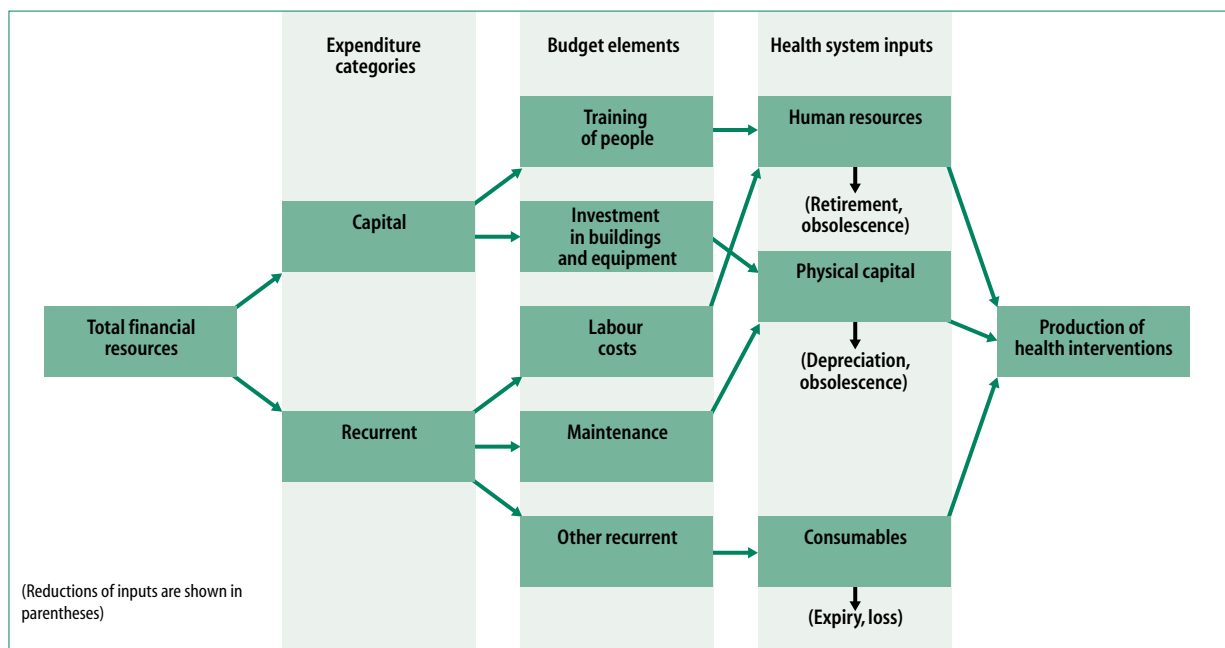 Expenditure
categories
Budget elements
Health system inputs
Training
of people
Human resources
(Retirement,
obsolescence)
Capital
Investment
in buildings
and equipment
Physical capital
(Depreciation,
obsolescence)
Total financial
resources
Labour
costs
Production of
health interventions
Recurrent
Maintenance
Other recurrent
Consumables
(Expiry, loss)
(Reductions of inputs are shown in
parentheses)